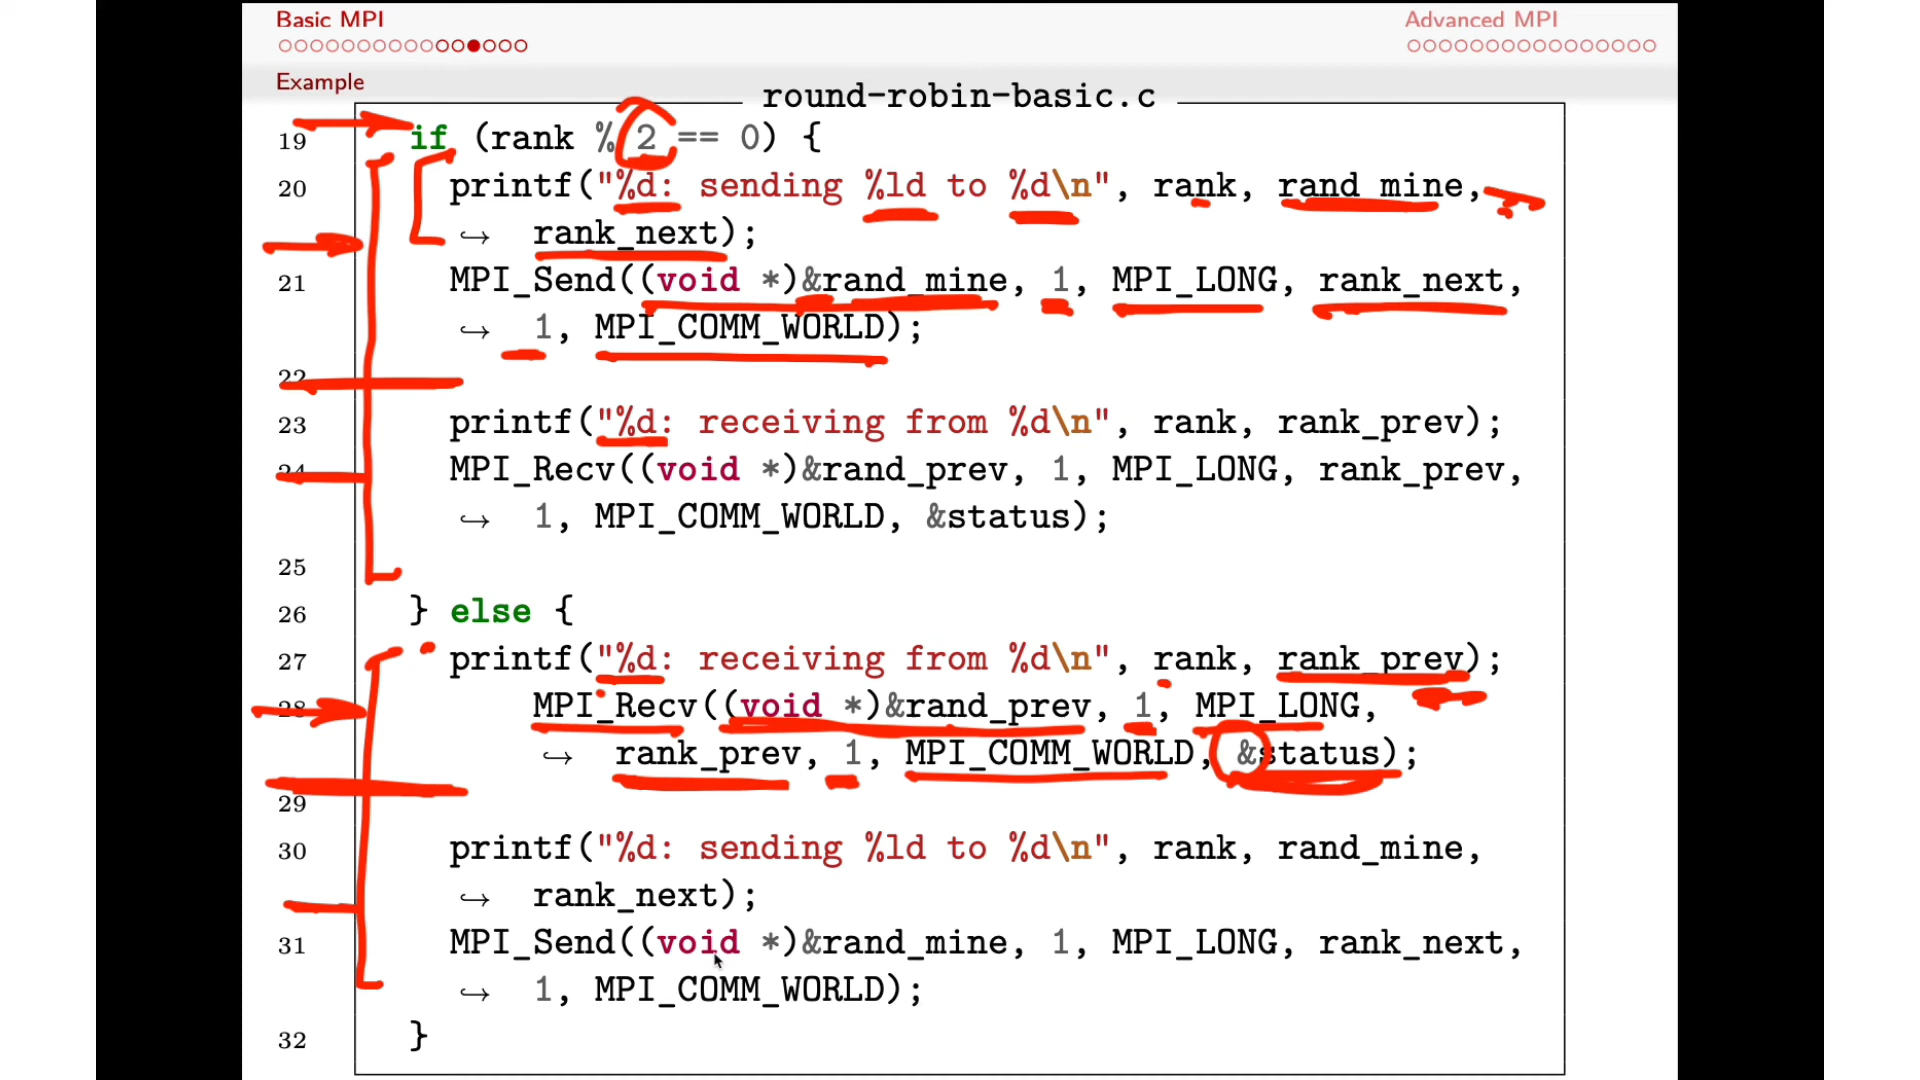 Basic MPI
Advanced MPI
Example
round-robin-basic.c
19 if (rank % 2 == 0) {
20 printf("%d: sending %ld to %d\n", rank, rand_mine,
↪ rank_next);
21 MPI_Send((void *)&rand_mine, 1, MPI_LONG, rank_next,
↪ 1, MPI_COMM_WORLD);
22
23 printf("%d: receiving from %d\n", rank, rank_prev);
24 MPI_Recv((void *)&rand_prev, 1, MPI_LONG, rank_prev,
↪ 1, MPI_COMM_WORLD, &status);
25
26 } else {
27 printf("%d: receiving from %d\n", rank, rank_prev);
28 MPI_Recv((void *)&rand_prev, 1, MPI_LONG,
↪ rank_prev, 1, MPI_COMM_WORLD, &status);
29
30 printf("%d: sending %ld to %d\n", rank, rand_mine,
↪ rank_next);
31 MPI_Send((void *)&rand_mine, 1, MPI_LONG, rank_next,
↪ 1, MPI_COMM_WORLD);
32 }